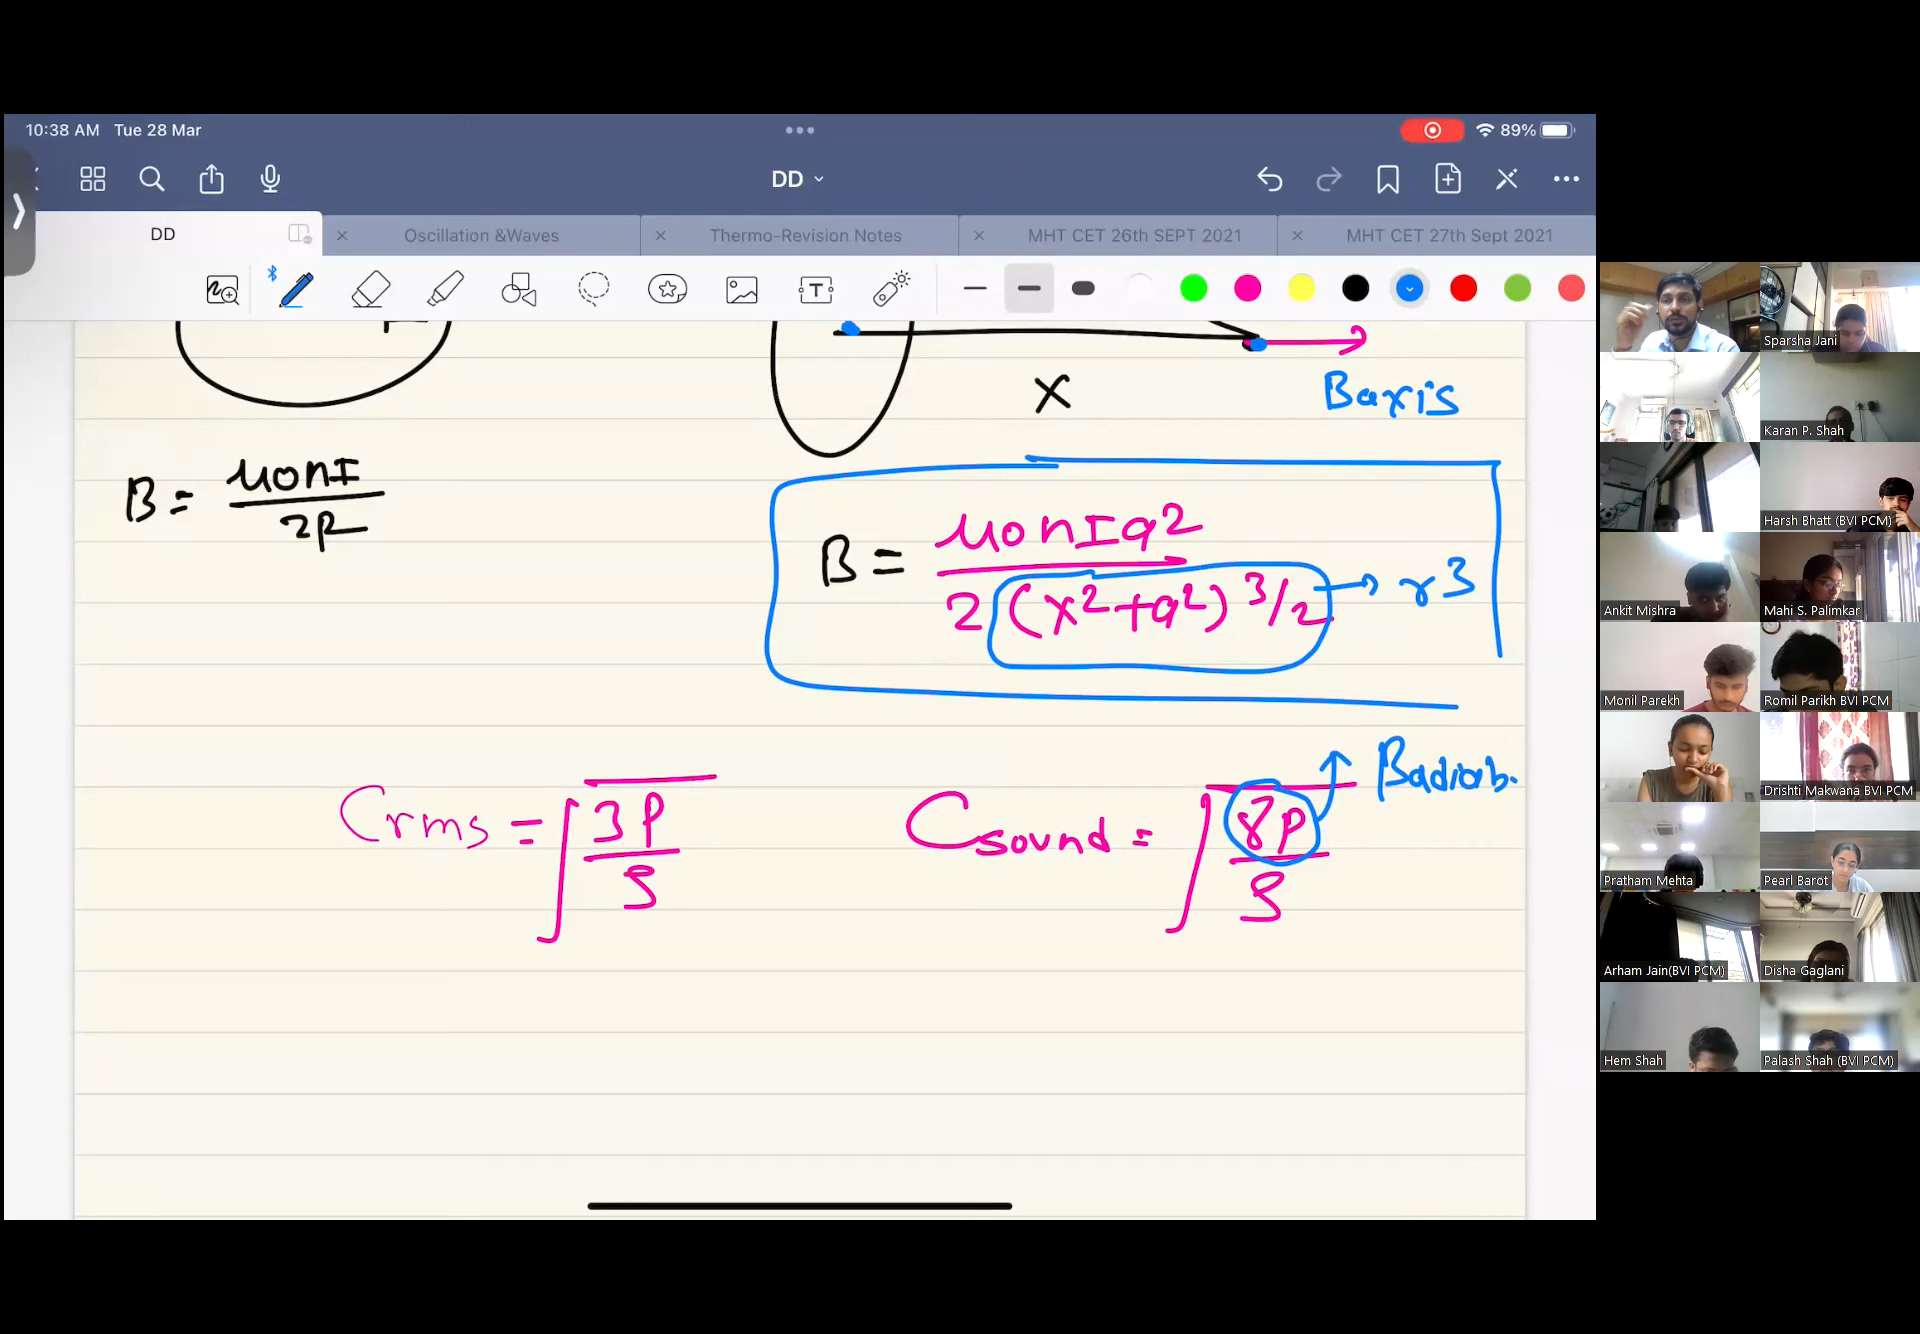 10:38 AM Tue 28 Mar
89%
DD
DD
Oscillation &Waves
Thermo-Revision Notes
MHT CET 26th SEPT 2021
MHT CET 27th Sept 2021
T
x
Baxis
B = μonI / 2R
B = μonIa2 / 2(x2+a2)3/2 → r3
Crms = √3P/ρ
Csound = √γP/ρ
Badiab.
Sparsha Jani
Karan P. Shah
Harsh Bhatt (BVI PCM)
Ankit Mishra
Mahi S. Palimkar
Monil Parekh
Romil Parikh BVI PCM
Drishti Makwana BVI PCM
Pratham Mehta
Pearl Barot
Arham Jain(BVI PCM)
Disha Gaglani
Hem Shah
Palash Shah (BVI PCM)